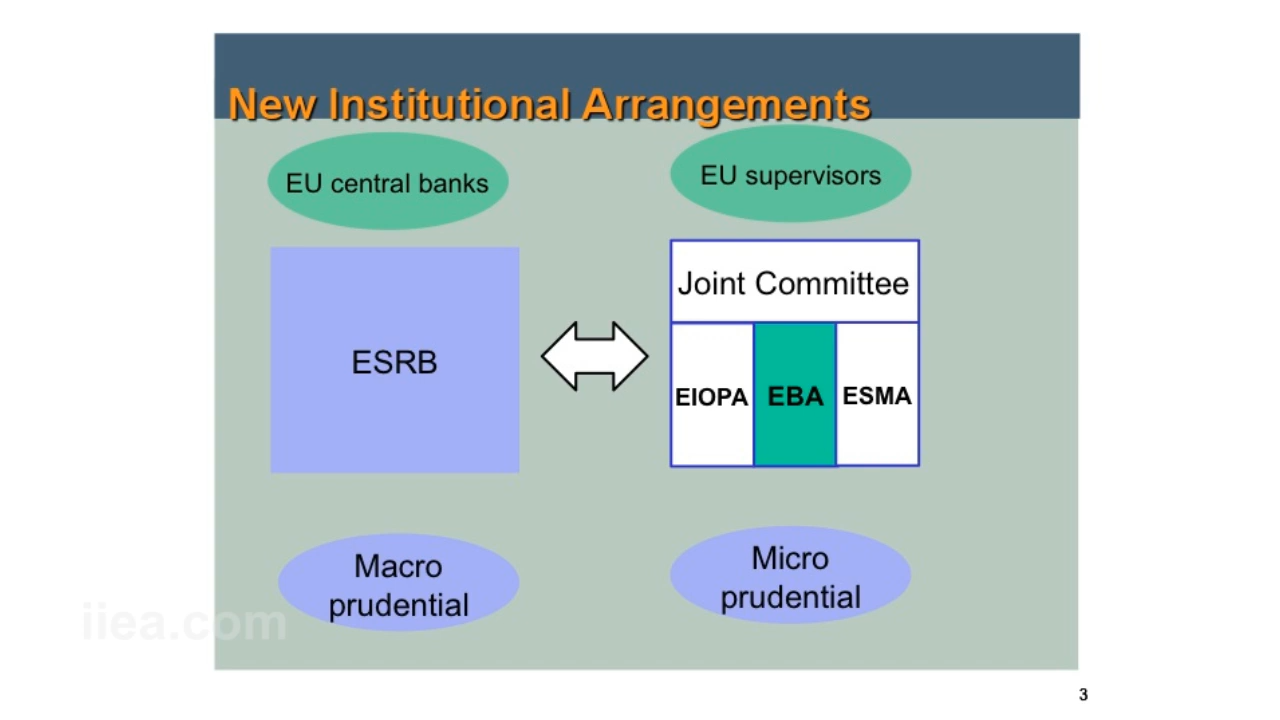 New Institutional Arrangements
EU central banks
EU supervisors
Joint Committee
ESRB
EIOPA
EBA
ESMA
Macro
prudential
Micro
prudential
iiea.com
3